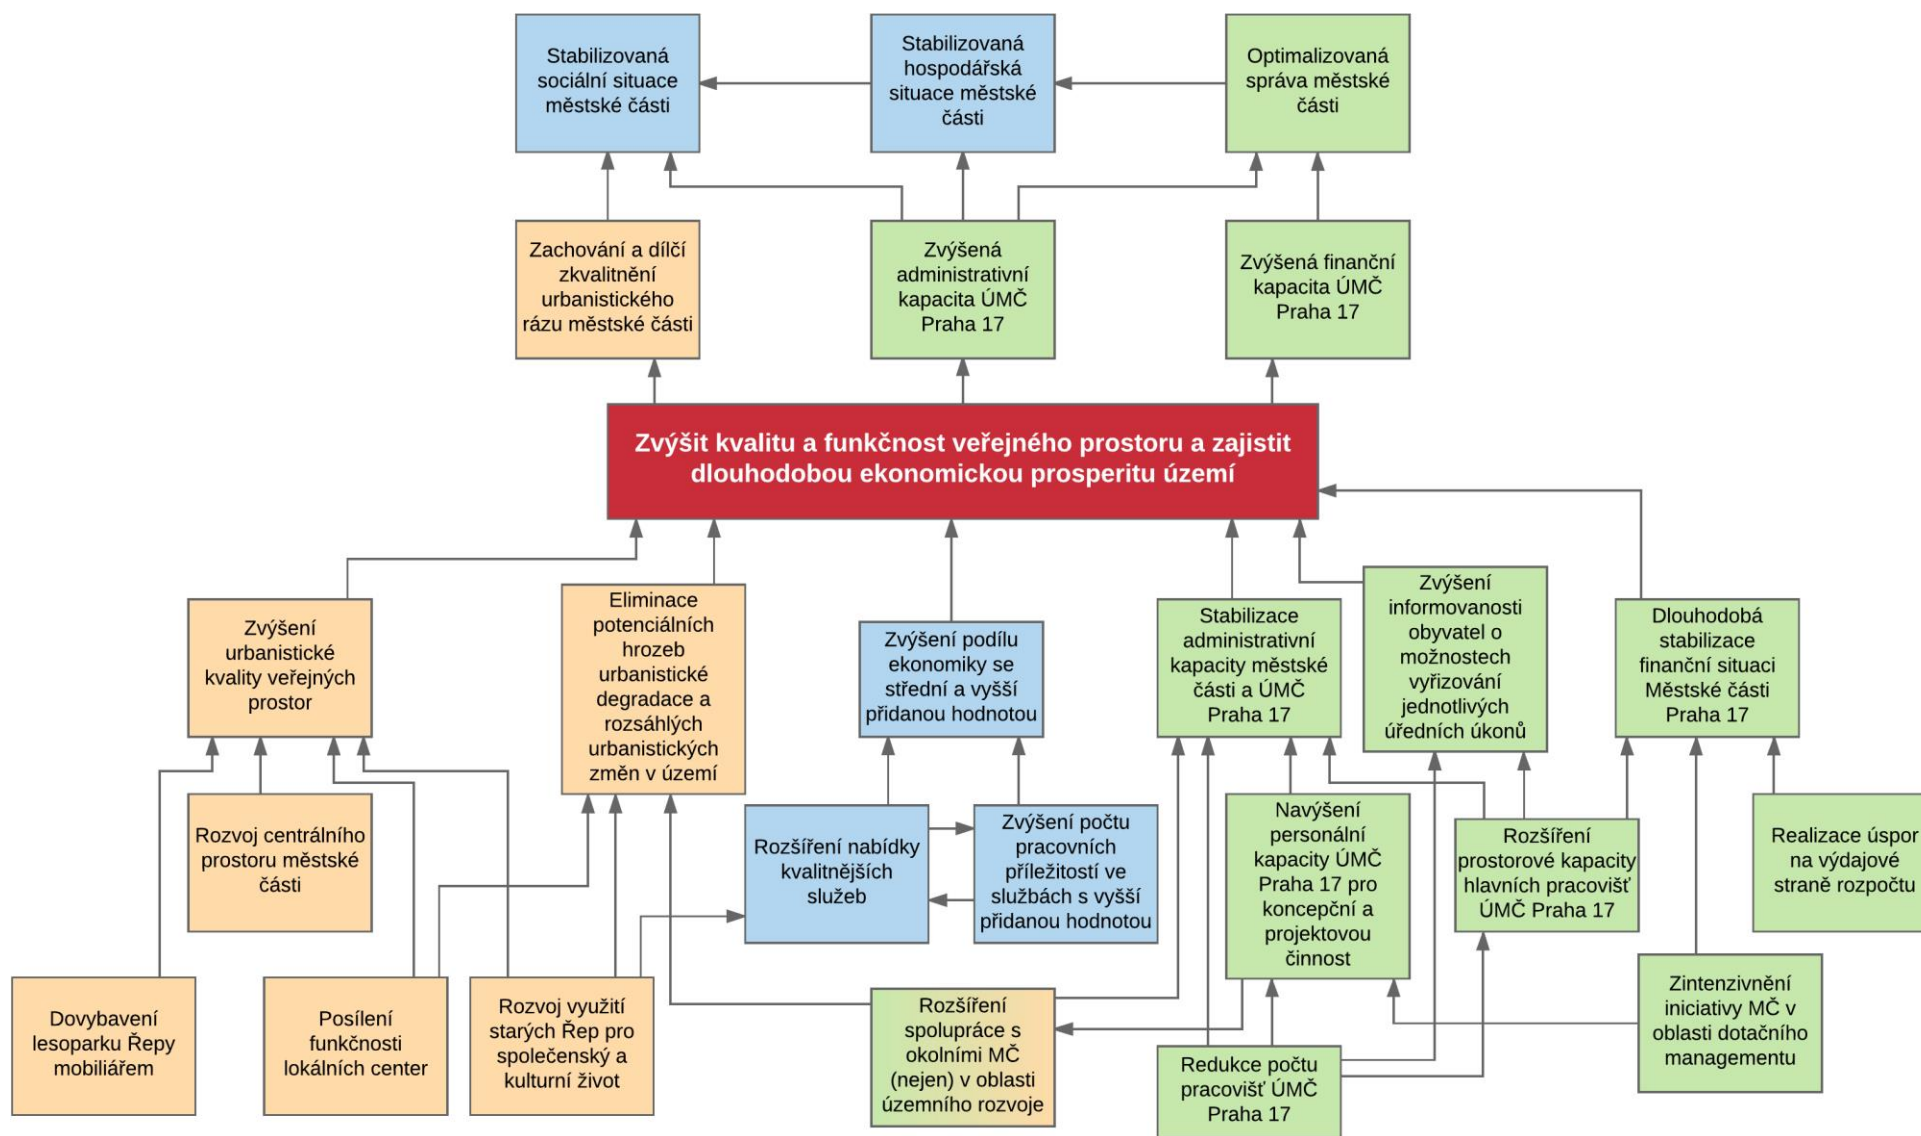 Stabilizovaná
sociální situace
městské části
Stabilizovaná
hospodářská
situace městské
části
Optimalizovaná
správa městské
části
Zachování a dílčí
zkvalitnění
urbanistického
rázu městské části
Zvýšená
administrativní
kapacita ÚMČ
Praha 17
Zvýšená finanční
kapacita ÚMČ
Praha 17
Zvýšit kvalitu a funkčnost veřejného prostoru a zajistit
dlouhodobou ekonomickou prosperitu území
Zvýšení
urbanistické
kvality veřejných
prostor
Eliminace
potenciálních
hrozeb
urbanistické
degradace a
rozsáhlých
urbanistických
změn v území
Zvýšení podílu
ekonomiky se
střední a vyšší
přidanou hodnotou
Stabilizace
administrativní
kapacity městské
části a ÚMČ
Praha 17
Zvýšení
informovanosti
obyvatel o
možnostech
vyřizování
jednotlivých
úředních úkonů
Dlouhodobá
stabilizace
finanční situaci
Městské části
Praha 17
Rozvoj centrálního
prostoru městské
části
Rozšíření nabídky
kvalitnějších
služeb
Zvýšení počtu
pracovních
příležitostí ve
službách s vyšší
přidanou hodnotou
Navýšení
personální
kapacity ÚMČ
Praha 17 pro
koncepční a
projektovou
činnost
Rozšíření
prostorové kapacity
hlavních pracovišť
ÚMČ Praha 17
Realizace úspor
na výdajové
straně rozpočtu
Dovybavení
lesoparku Řepy
mobiliářem
Posílení
funkčnosti
lokálních center
Rozvoj využití
starých Řep pro
společenský a
kulturní život
Rozšíření
spolupráce s
okolními MČ
(nejen) v oblasti
územního rozvoje
Redukce počtu
pracovišť ÚMČ
Praha 17
Zintenzivnění
iniciativy MČ v
oblasti dotačního
managementu